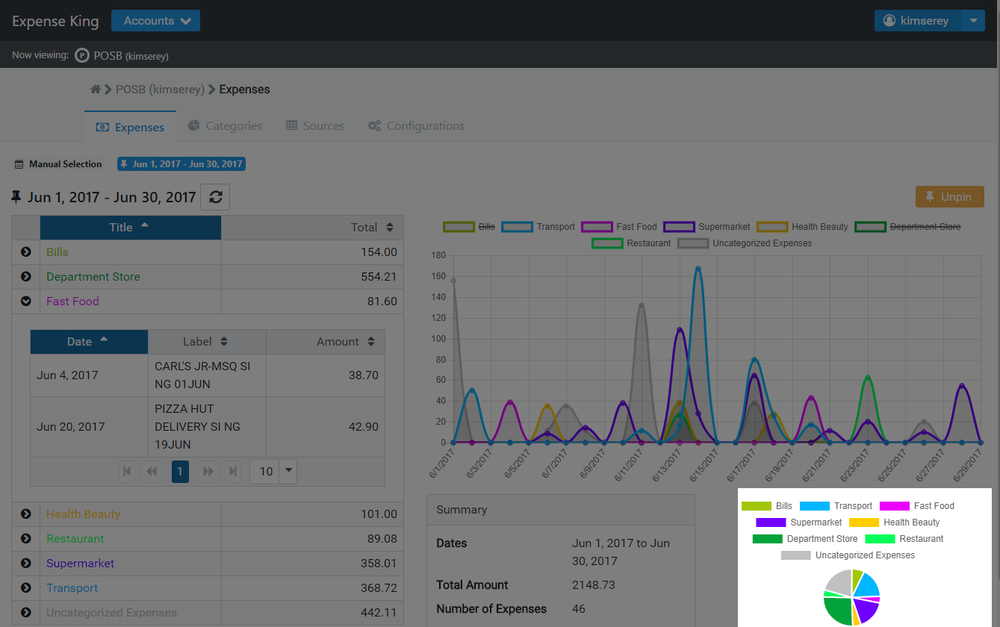 Expense King Accounts kimserey
Now viewing: P POSB (kimserey)
POSB (kimserey) Expenses
Expenses Categories Sources Configurations
Manual Selection Jun 1, 2017 - Jun 30, 2017
Jun 1, 2017 - Jun 30, 2017 Unpin
Title Total
Bills 154.00
Department Store 554.21
Fast Food 81.60
Date Label Amount
Jun 4, 2017 CARL'S JR-MSQ SI 38.70
NG 01JUN
Jun 20, 2017 PIZZA HUT 42.90
DELIVERY SI NG
19JUN
1 10
Health Beauty 101.00
Restaurant 89.08
Supermarket 358.01
Transport 368.72
Uncategorized Expenses 442.11
Bills Transport Fast Food Supermarket Health Beauty Department Store
Restaurant Uncategorized Expenses
180
160
140
120
100
80
60
40
20
0
6/1/2017 6/3/2017 6/5/2017 6/7/2017 6/9/2017 6/11/2017 6/13/2017 6/15/2017 6/17/2017 6/19/2017 6/21/2017 6/23/2017 6/25/2017 6/27/2017 6/29/2017
Summary
Dates Jun 1, 2017 to Jun
30, 2017
Total Amount 2148.73
Number of Expenses 46
Bills Transport Fast Food
Supermarket Health Beauty
Department Store Restaurant
Uncategorized Expenses